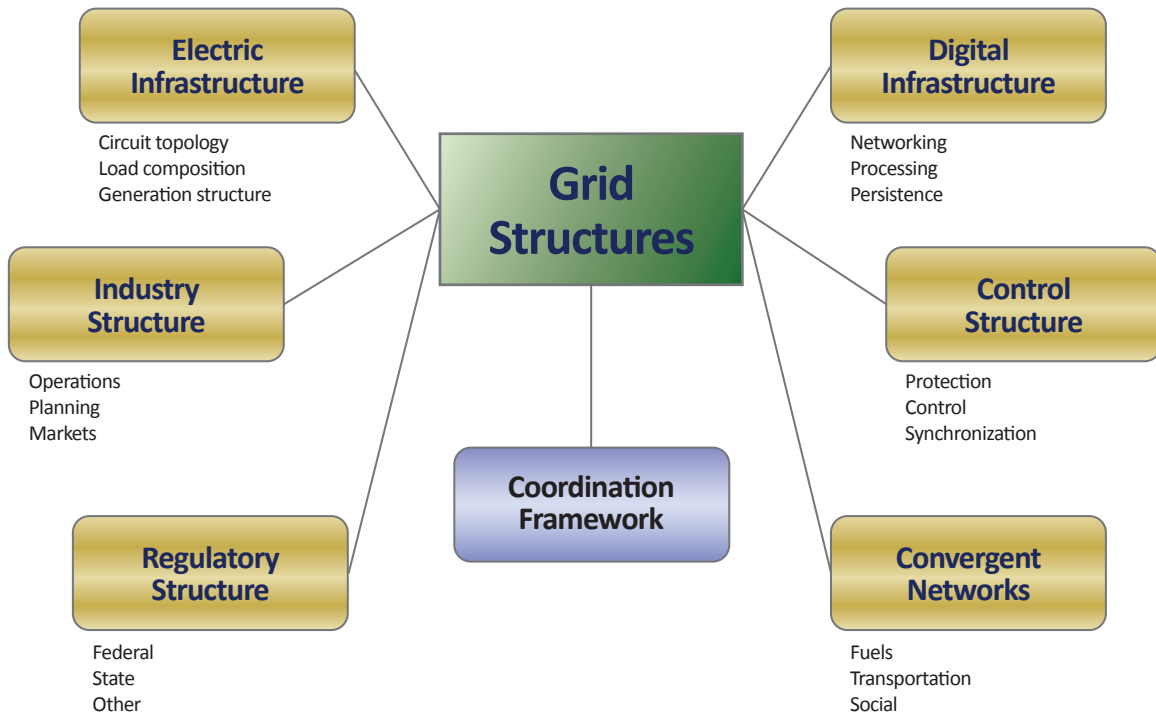 Electric
Infrastructure
Circuit topology
Load composition
Generation structure
Industry
Structure
Operations
Planning
Markets
Regulatory
Structure
Federal
State
Other
Grid
Structures
Coordination
Framework
Digital
Infrastructure
Networking
Processing
Persistence
Control
Structure
Protection
Control
Synchronization
Convergent
Networks
Fuels
Transportation
Social